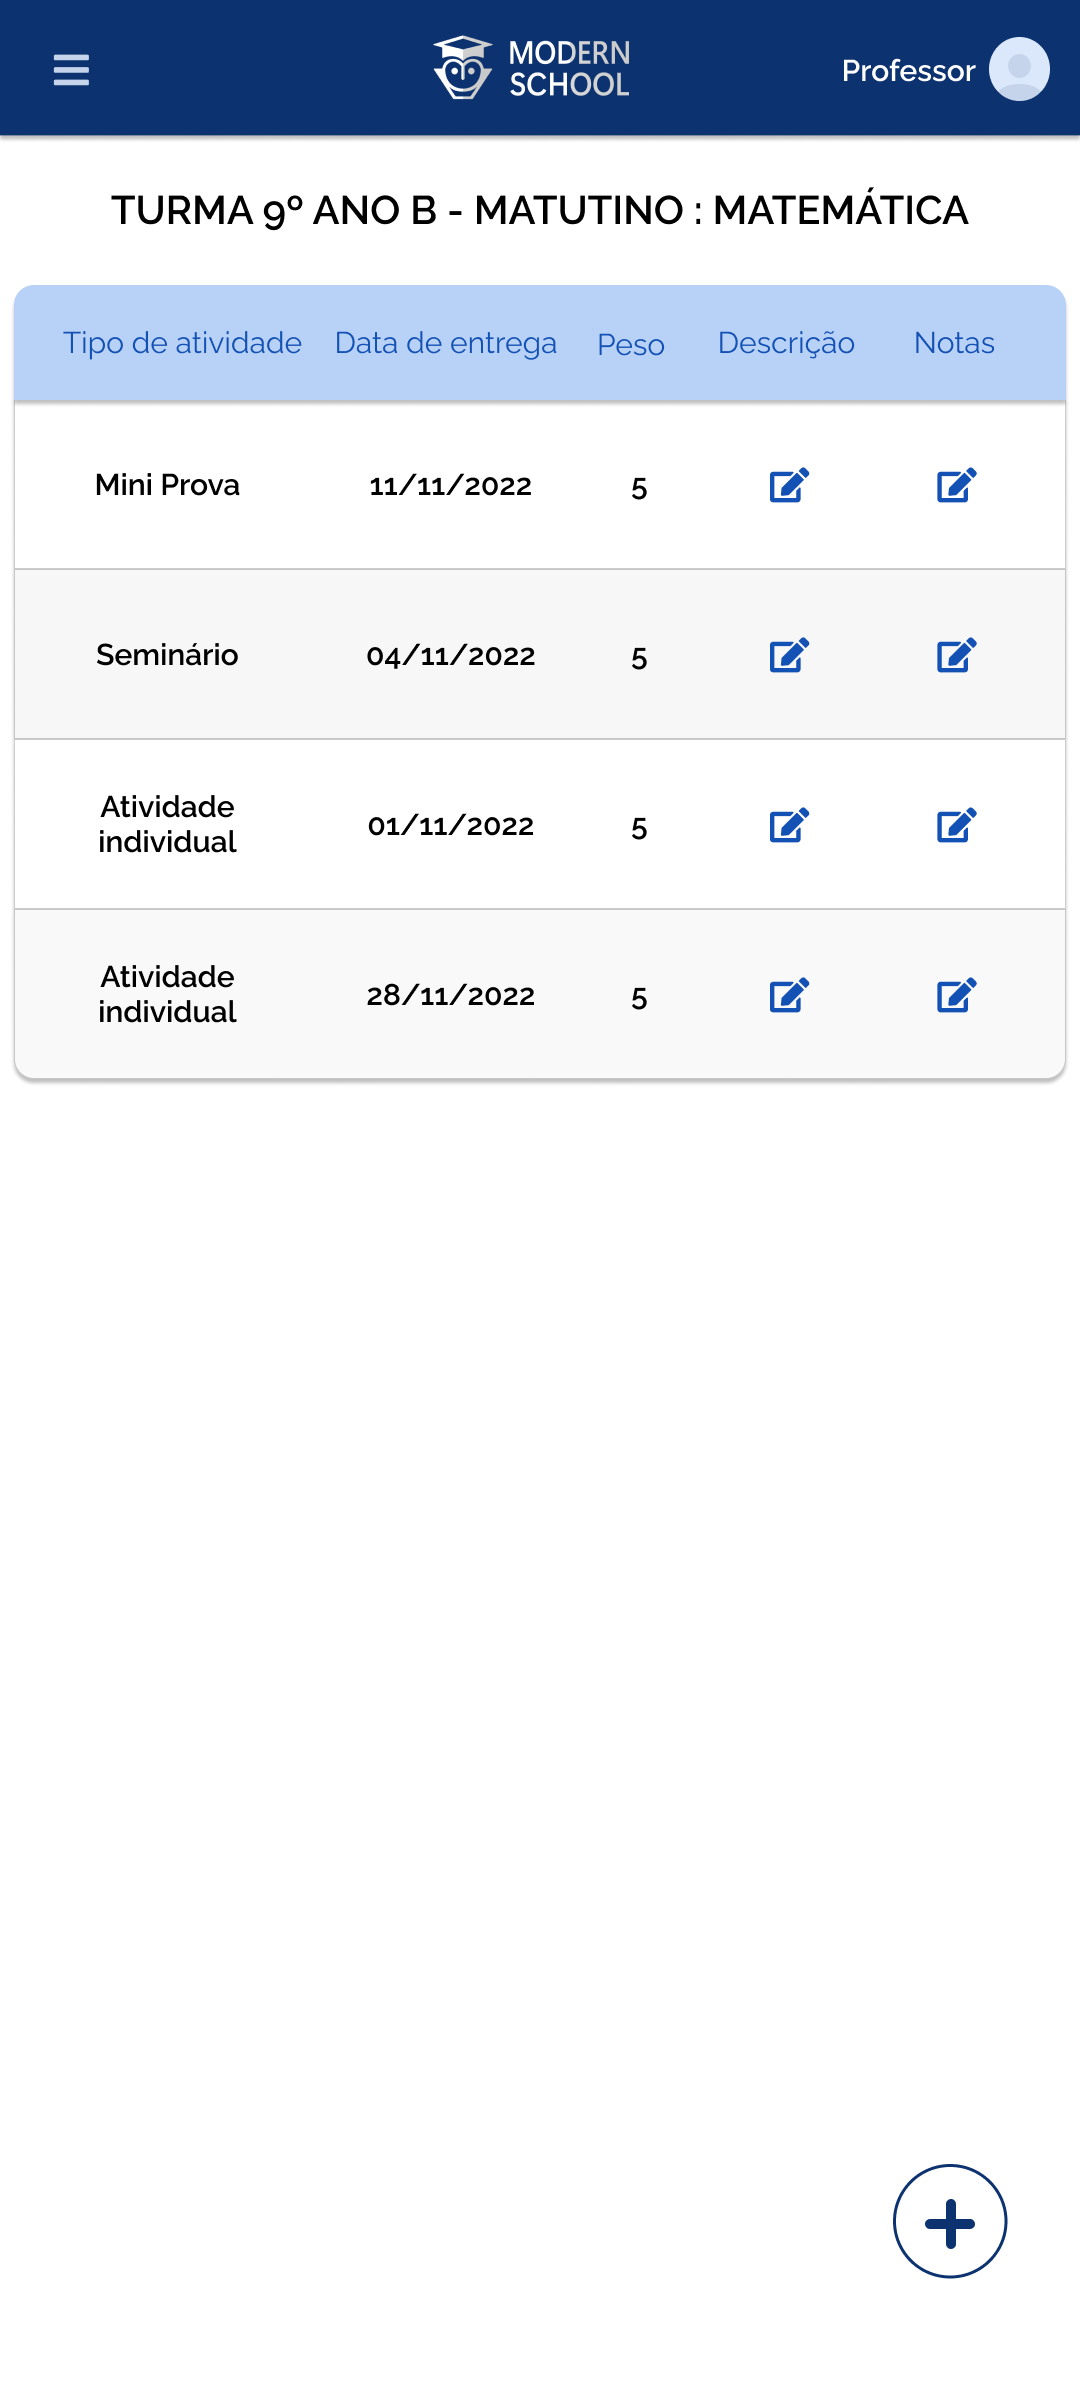 MODERN
SCHOOL
Professor
TURMA 9º ANO B - MATUTINO : MATEMÁTICA
Tipo de atividade Data de entrega Peso Descrição Notas
Mini Prova 11/11/2022 5
Seminário 04/11/2022 5
Atividade
individual 01/11/2022 5
Atividade
individual 28/11/2022 5